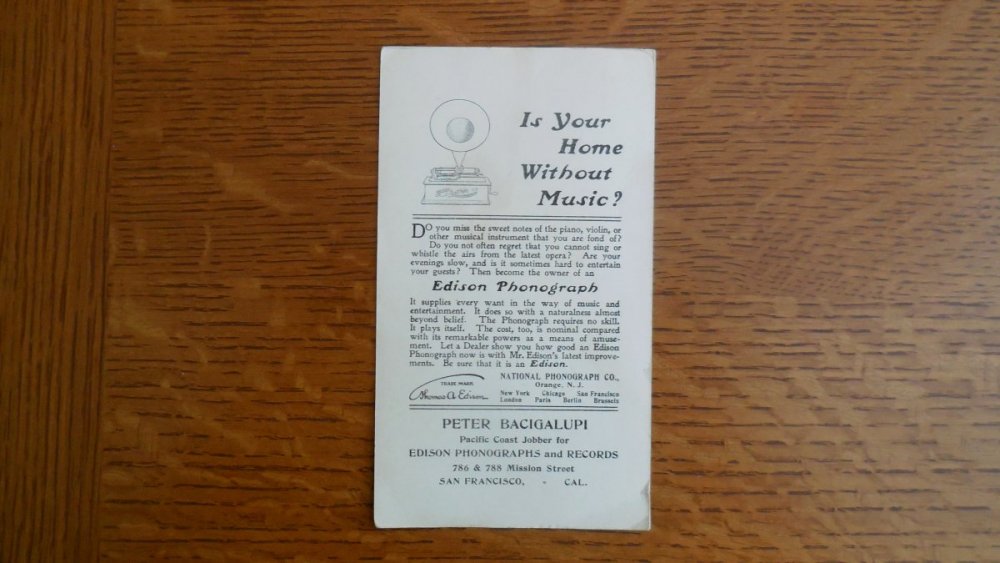 Is Your
Home
Without
Music?
DO you miss the sweet notes of the piano, violin, or
other musical instrument that you are fond of?
Do you not often regret that you cannot sing or
whistle the airs from the latest opera? Are your
evenings slow, and is it sometimes hard to entertain
your guests? Then become the owner of an
Edison Phonograph
It supplies every want in the way of music and
entertainment. It does so with a naturalness almost
beyond belief. The Phonograph requires no skill.
It plays itself. The cost, too, is nominal compared
with its remarkable powers as a means of amuse-
ment. Let a Dealer show you how good an Edison
Phonograph now is with Mr. Edison's latest improve-
ments. Be sure that it is an Edison.
TRADE MARK
Thomas A Edison
NATIONAL PHONOGRAPH CO.,
Orange, N. J.
New York Chicago San Francisco
London Paris Berlin Brussels
PETER BACIGALUPI
Pacific Coast Jobber for
EDISON PHONOGRAPHS and RECORDS
786 & 788 Mission Street
SAN FRANCISCO, - CAL.